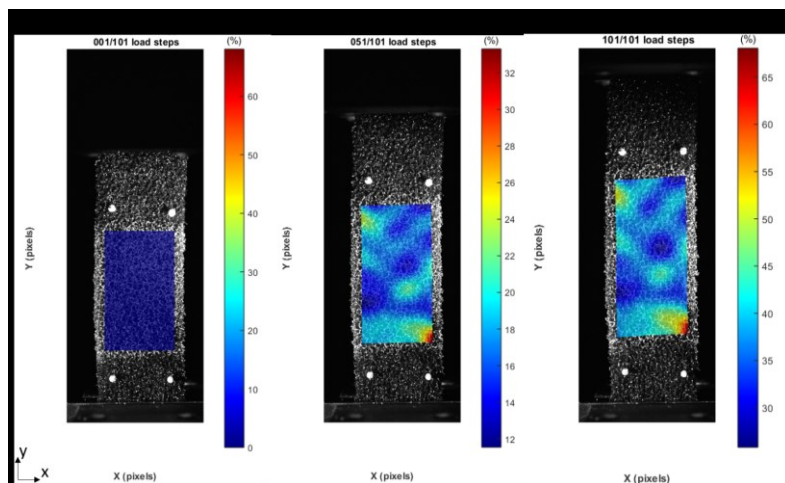 001/101 load steps
(%)
60
50
40
30
20
10
0
Y (pixels)
X (pixels)
051/101 load steps
(%)
32
30
28
26
24
22
20
18
16
14
12
Y (pixels)
X (pixels)
101/101 load steps
(%)
65
60
55
50
45
40
35
30
Y (pixels)
X (pixels)
y
x